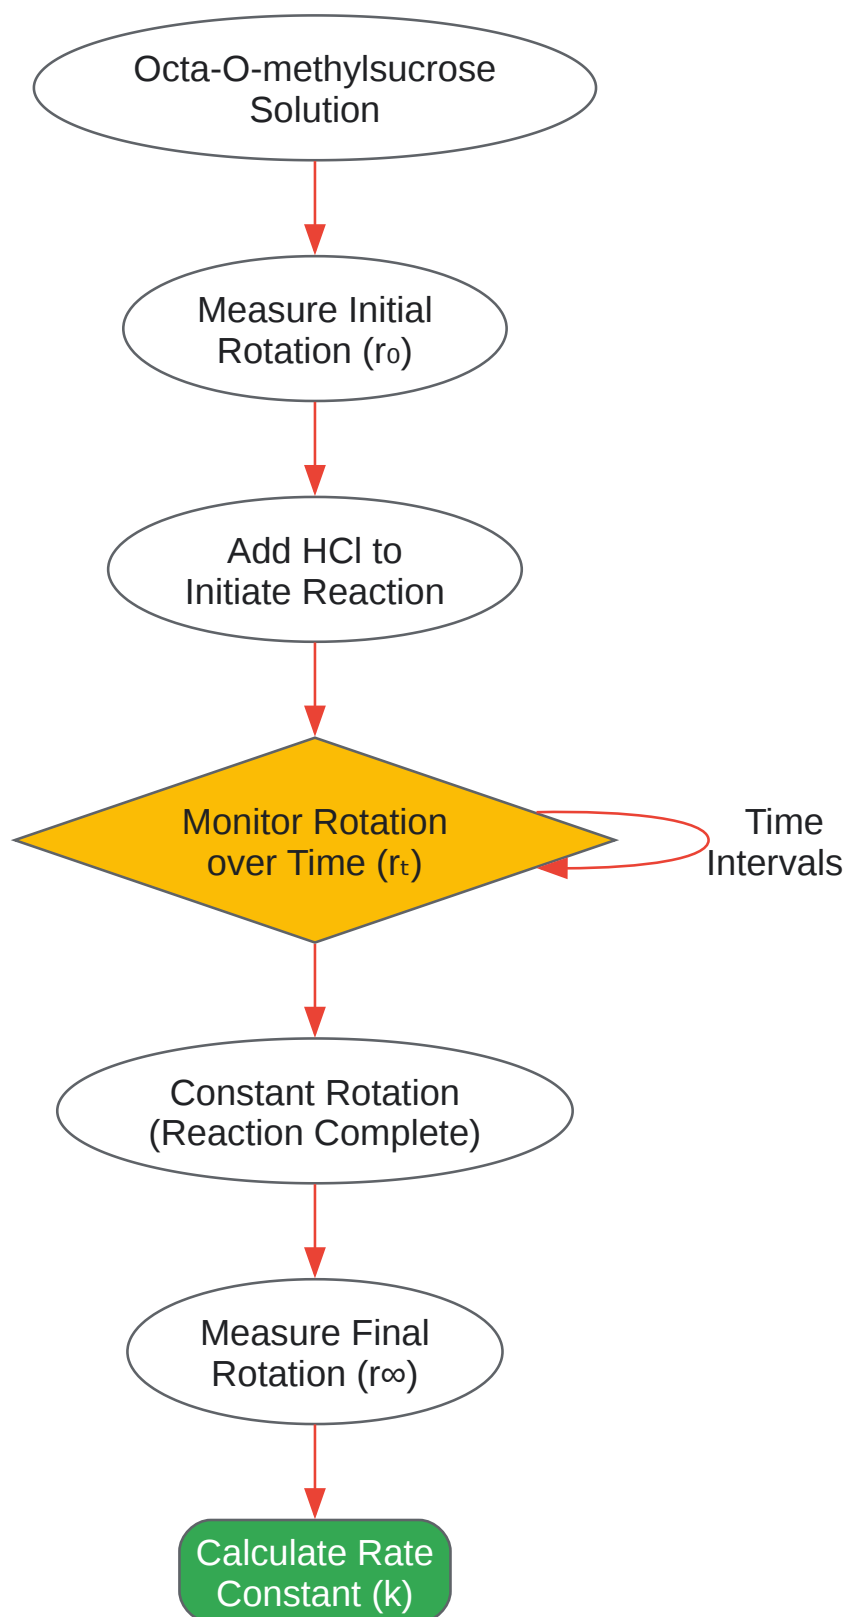 Octa-O-methylsucrose
Solution
Measure Initial
Rotation (r₀)
Add HCl to
Initiate Reaction
Monitor Rotation
over Time (rₜ)
Time
Intervals
Constant Rotation
(Reaction Complete)
Measure Final
Rotation (r∞)
Calculate Rate
Constant (k)